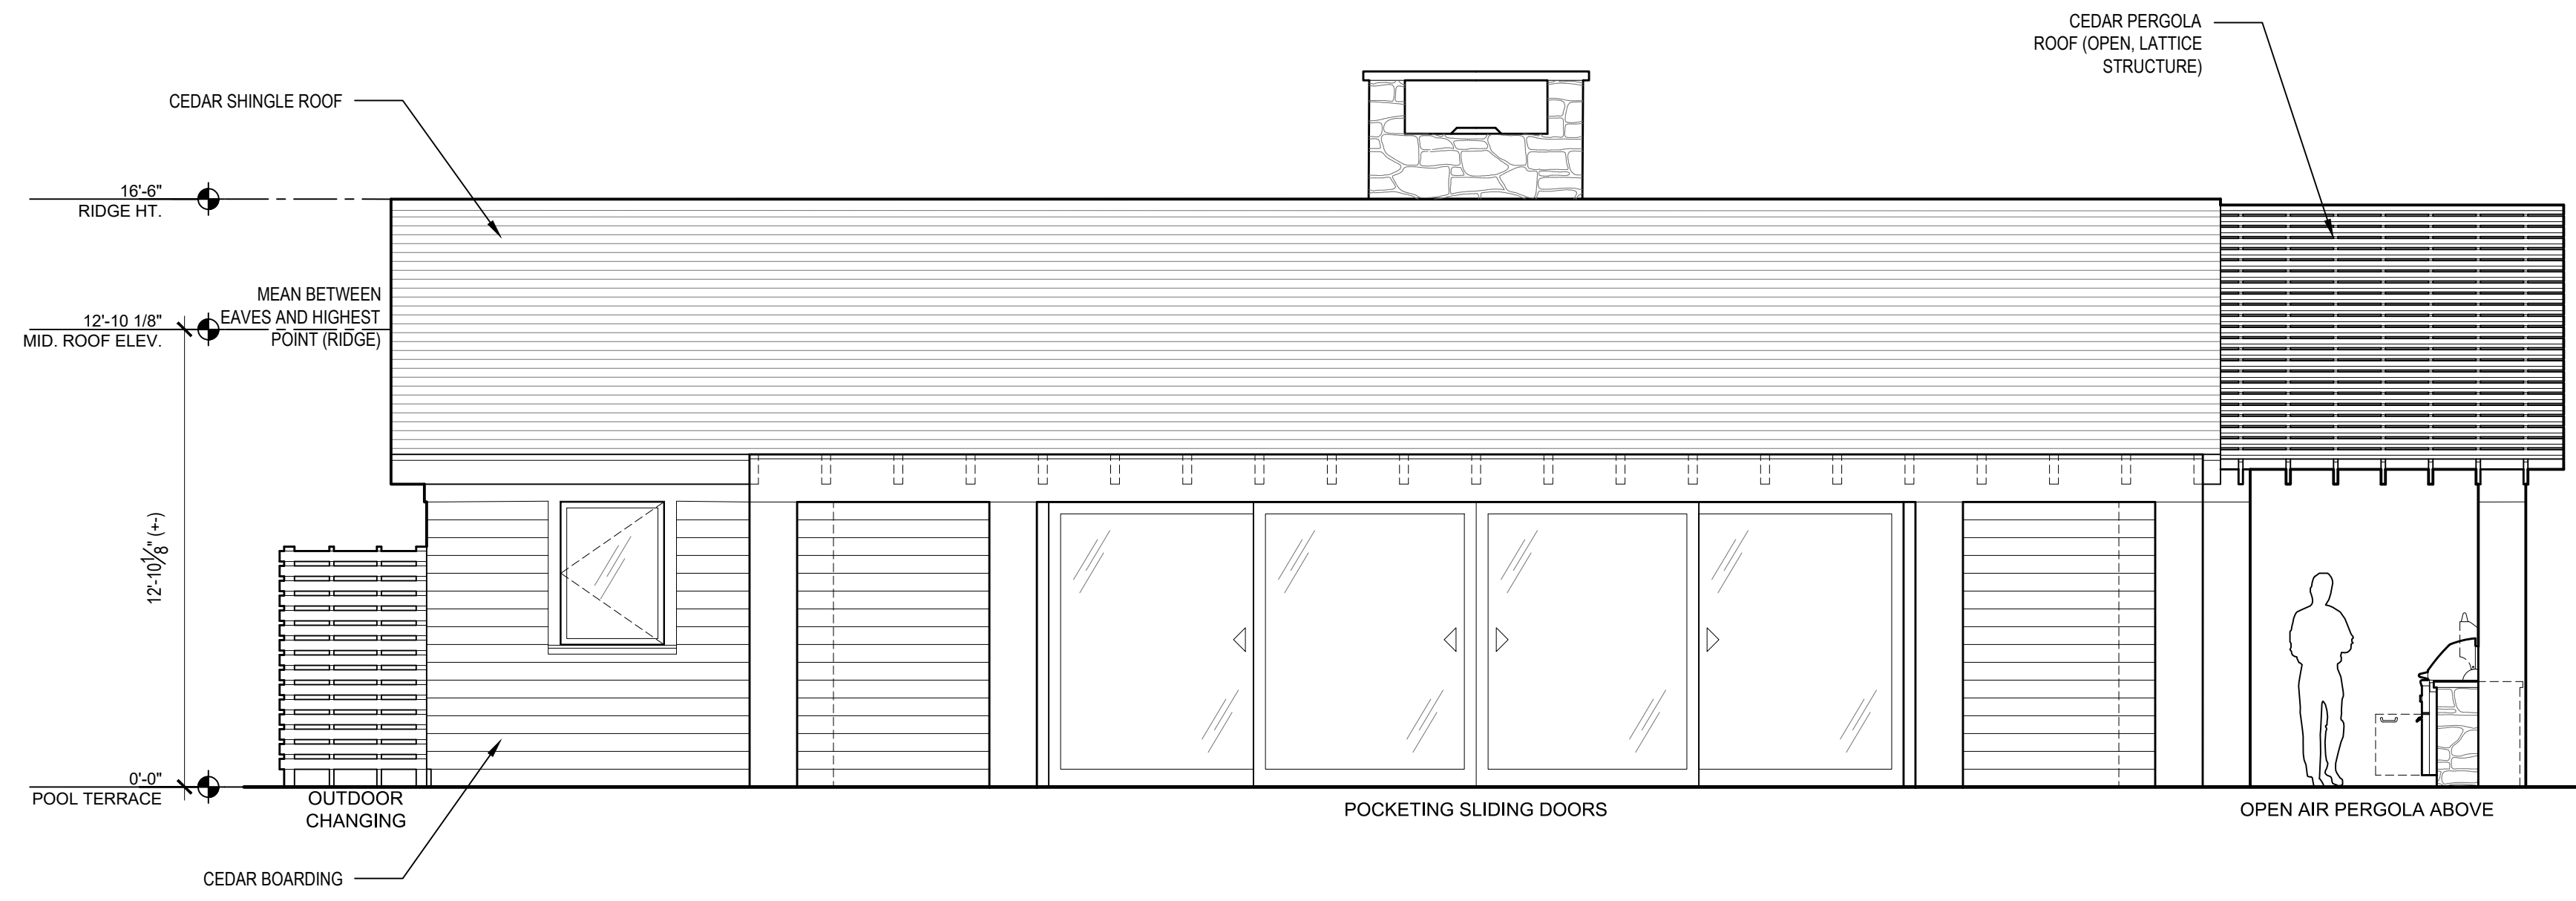 CEDAR PERGOLA
ROOF (OPEN, LATTICE
STRUCTURE)
CEDAR SHINGLE ROOF
16'-6"
RIDGE HT.
MEAN BETWEEN
EAVES AND HIGHEST
POINT (RIDGE)
12'-10 1/8"
MID. ROOF ELEV.
12'-10 1/8" (+-)
0'-0"
POOL TERRACE
OUTDOOR
CHANGING
POCKETING SLIDING DOORS
OPEN AIR PERGOLA ABOVE
CEDAR BOARDING